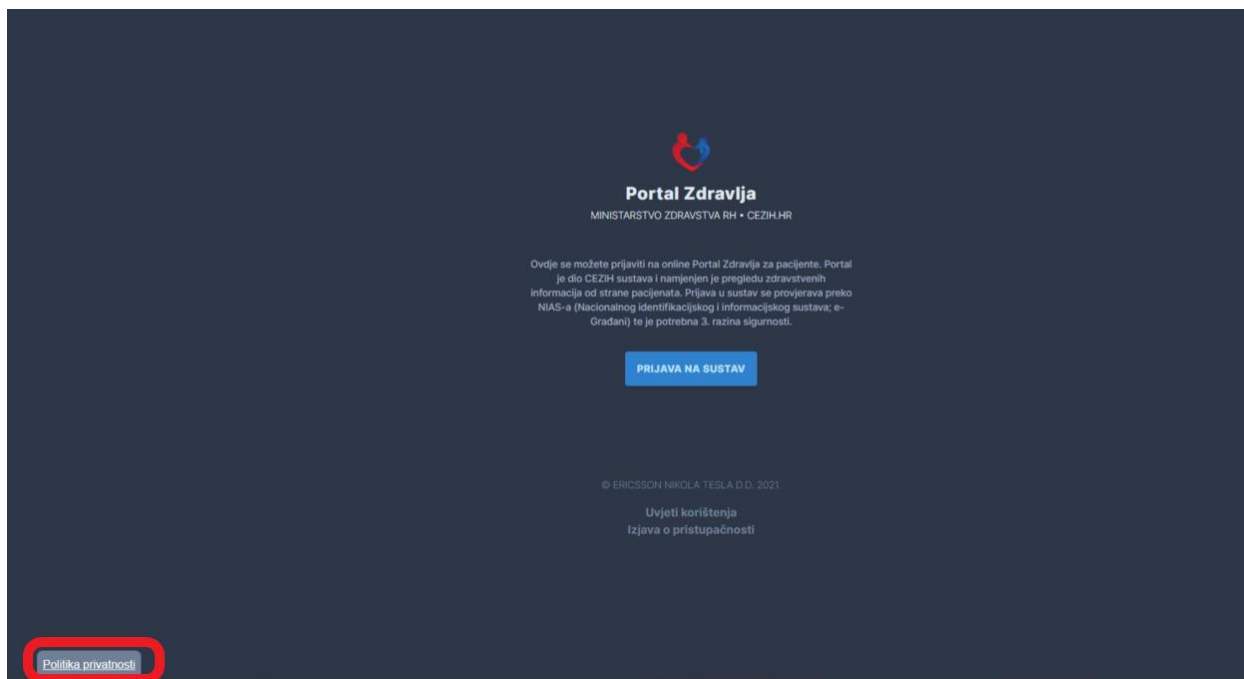 Portal Zdravlja
MINISTARSTVO ZDRAVSTVA RH • CEZIH.HR
Ovdje se možete prijaviti na online Portal Zdravlja za pacijente. Portal
je dio CEZIH sustava i namjenjen je pregledu zdravstvenih
informacija od strane pacijenata. Prijava u sustav se provjerava preko
NIAS-a (Nacionalnog identifikacijskog i informacijskog sustava; e-
Građani) te je potrebna 3. razina sigurnosti.
PRIJAVA NA SUSTAV
© ERICSSON NIKOLA TESLA D.D. 2021.
Uvjeti korištenja
Izjava o pristupačnosti
Politika privatnosti